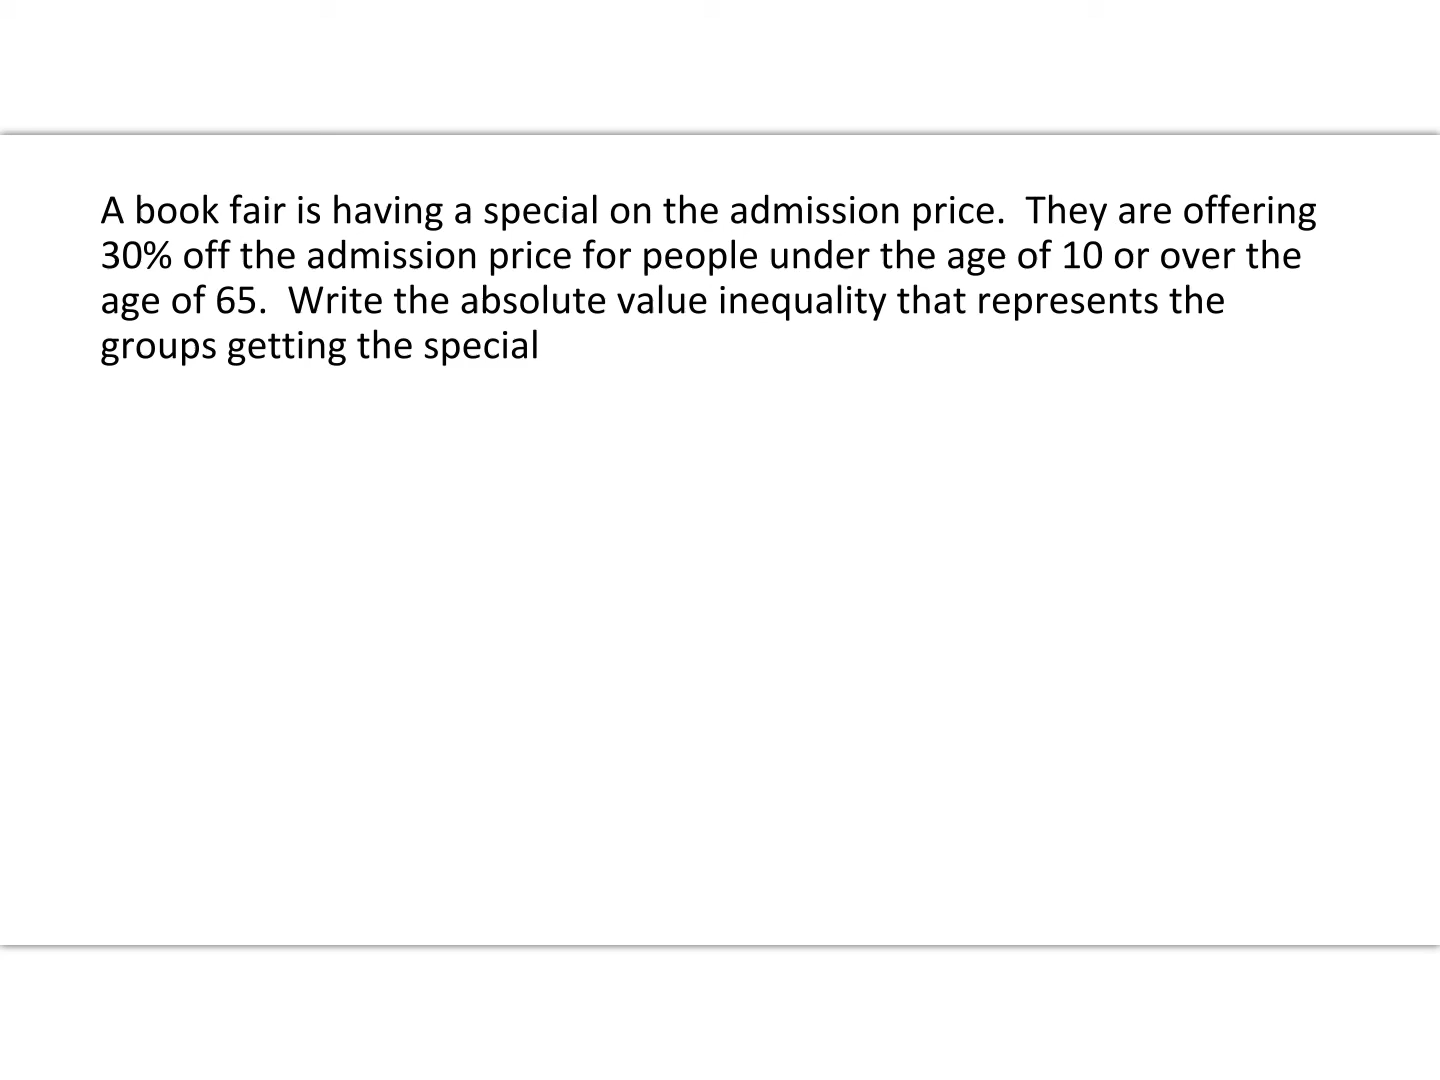 A book fair is having a special on the admission price.  They are offering
30% off the admission price for people under the age of 10 or over the
age of 65.  Write the absolute value inequality that represents the
groups getting the special